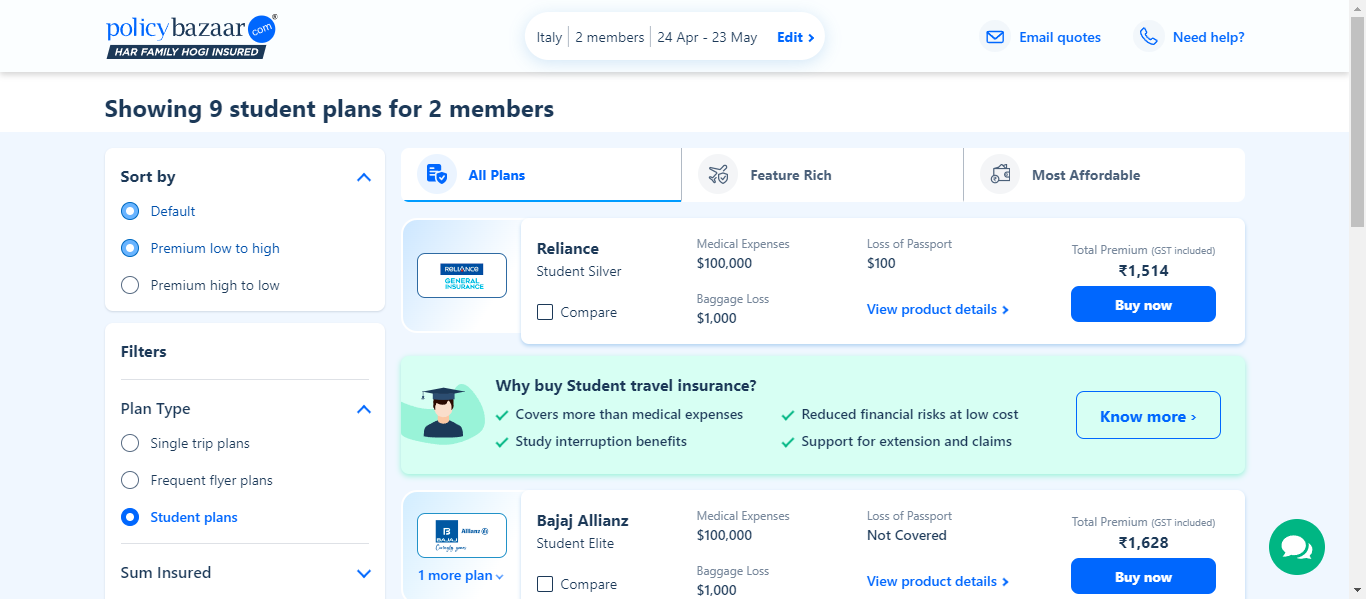 policybazaar.com®
HAR FAMILY HOGI INSURED
Italy 2 members 24 Apr - 23 May Edit
Email quotes
Need help?
Showing 9 student plans for 2 members
Sort by
Default
Premium low to high
Premium high to low
Filters
Plan Type
Single trip plans
Frequent flyer plans
Student plans
Sum Insured
All Plans
Feature Rich
Most Affordable
RELIANCE
GENERAL
INSURANCE
Reliance
Student Silver
Compare
Medical Expenses
$100,000
Baggage Loss
$1,000
Loss of Passport
$100
View product details
Total Premium (GST included)
₹1,514
Buy now
Why buy Student travel insurance?
Covers more than medical expenses
Study interruption benefits
Reduced financial risks at low cost
Support for extension and claims
Know more
B
BAJAJ Allianz
Caringly yours
1 more plan
Bajaj Allianz
Student Elite
Compare
Medical Expenses
$100,000
Baggage Loss
$1,000
Loss of Passport
Not Covered
View product details
Total Premium (GST included)
₹1,628
Buy now